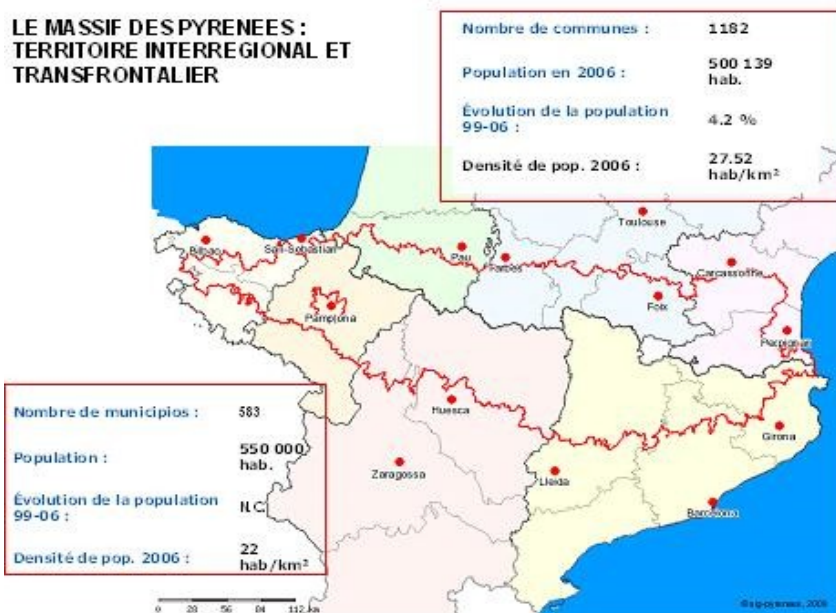 LE MASSIF DES PYRENEES :
TERRITOIRE INTERREGIONAL ET
TRANSFRONTALIER
Nombre de communes : 1182
Population en 2006 : 500 139
hab.
Évolution de la population
99-06 : 4.2 %
Densité de pop. 2006 : 27.52
hab/km²
Toulouse
Bilbao
San-Sebastian
Pau
Tarbes
Carcassonne
Foix
Pamplona
Perpignan
Nombre de municipios : 583
Population : 550 000
hab.
Évolution de la population
99-06 : N.C.
Densité de pop. 2006 : 22
hab/km²
Huesca
Girona
Zaragossa
Lleida
Barcelona
0 28 56 84 112 km
©sig-pyrenees, 2009